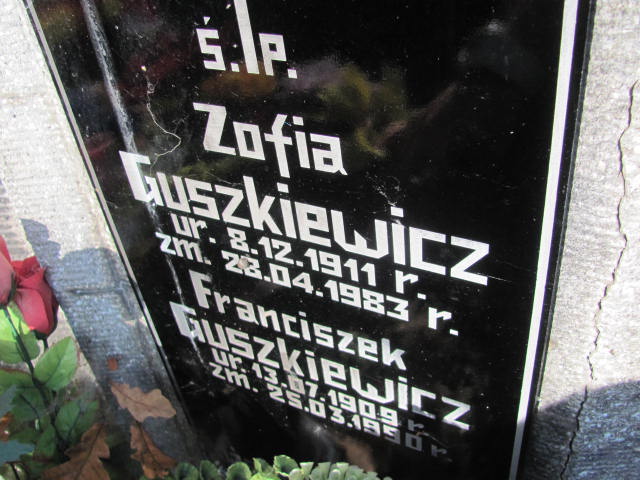 Ś. P.
Zofia
Guszkiewicz
ur. 8.12.1911 r.
zm. 28.04.1983 r.
Franciszek
Guszkiewicz
ur. 13.07.1909 r.
zm. 25.03.1990 r.